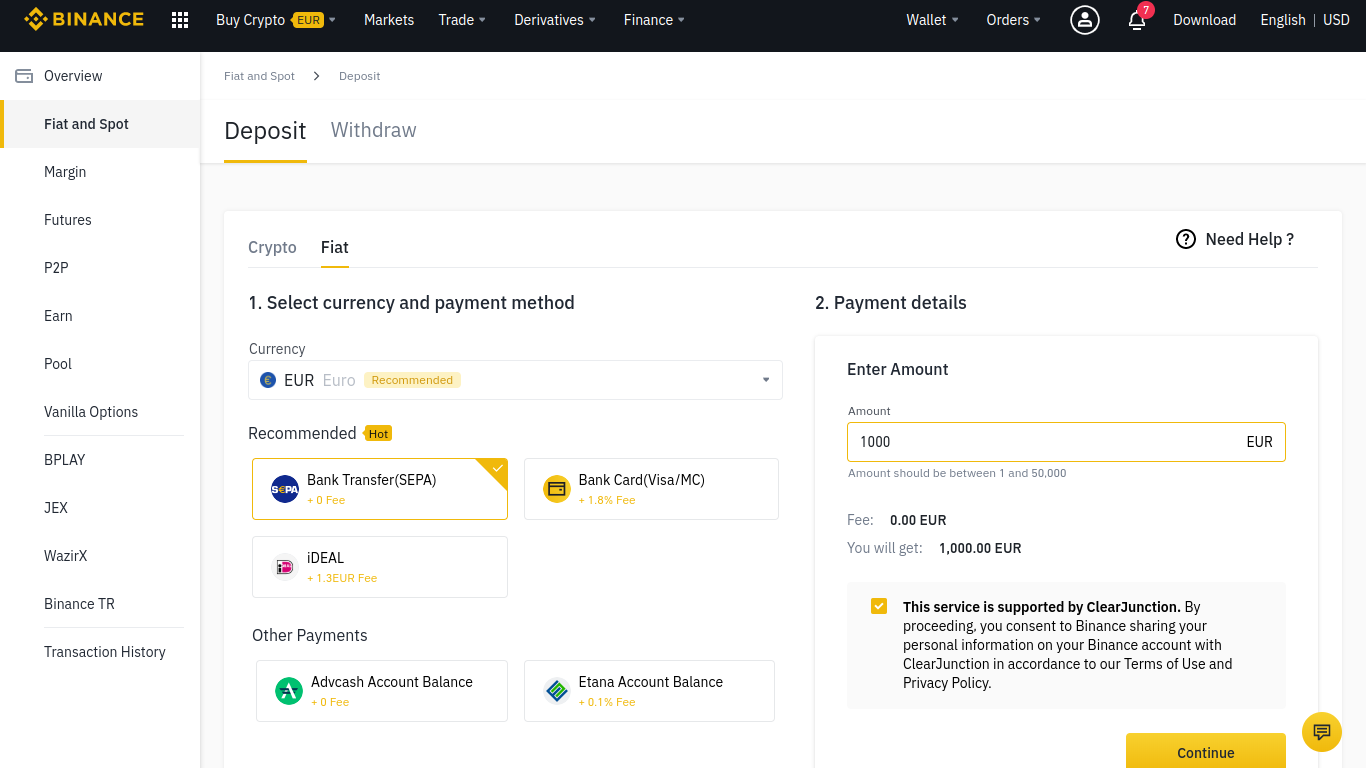 BINANCE
Buy Crypto EUR Markets Trade Derivatives Finance Wallet Orders 7 Download English | USD
Overview
Fiat and Spot
Margin
Futures
P2P
Earn
Pool
Vanilla Options
BPLAY
JEX
WazirX
Binance TR
Transaction History
Fiat and Spot > Deposit
Deposit Withdraw
Crypto Fiat
Need Help ?
1. Select currency and payment method
Currency
€ EUR Euro Recommended
Recommended Hot
S€PA Bank Transfer(SEPA)
+ 0 Fee
Bank Card(Visa/MC)
+ 1.8% Fee
iDEAL
+ 1.3EUR Fee
Other Payments
Advcash Account Balance
+ 0 Fee
Etana Account Balance
+ 0.1% Fee
2. Payment details
Enter Amount
Amount
1000 EUR
Amount should be between 1 and 50,000
Fee: 0.00 EUR
You will get: 1,000.00 EUR
This service is supported by ClearJunction. By
proceeding, you consent to Binance sharing your
personal information on your Binance account with
ClearJunction in accordance to our Terms of Use and
Privacy Policy.
Continue